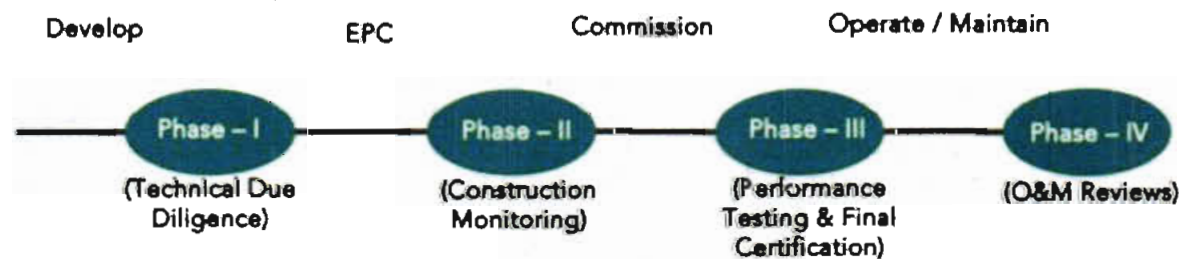 Develop
EPC
Commission
Operate / Maintain
Phase – I
Phase – II
Phase – III
Phase – IV
(Technical Due
Diligence)
(Construction
Monitoring)
(Performance
Testing & Final
Certification)
(O&M Reviews)